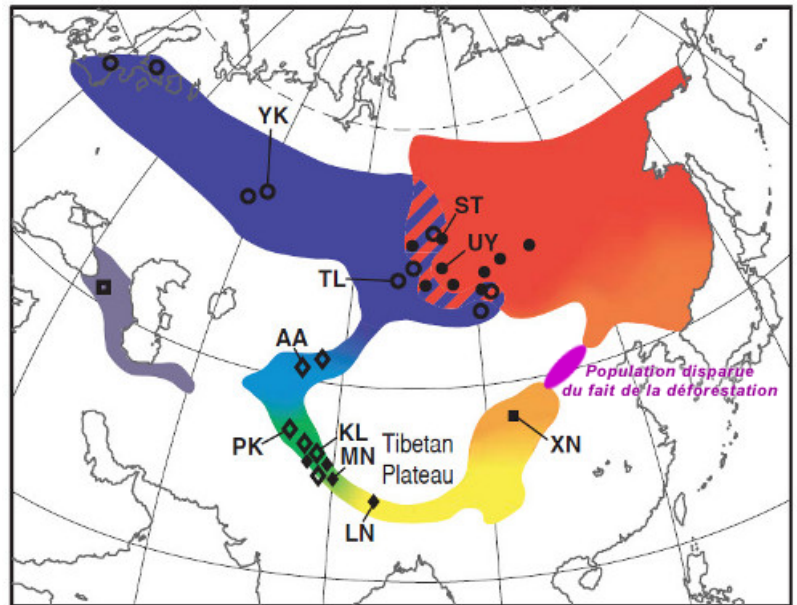 YK
ST
UY
TL
AA
Population disparue
du fait de la déforestation
PK
KL
MN
Tibetan
Plateau
XN
LN